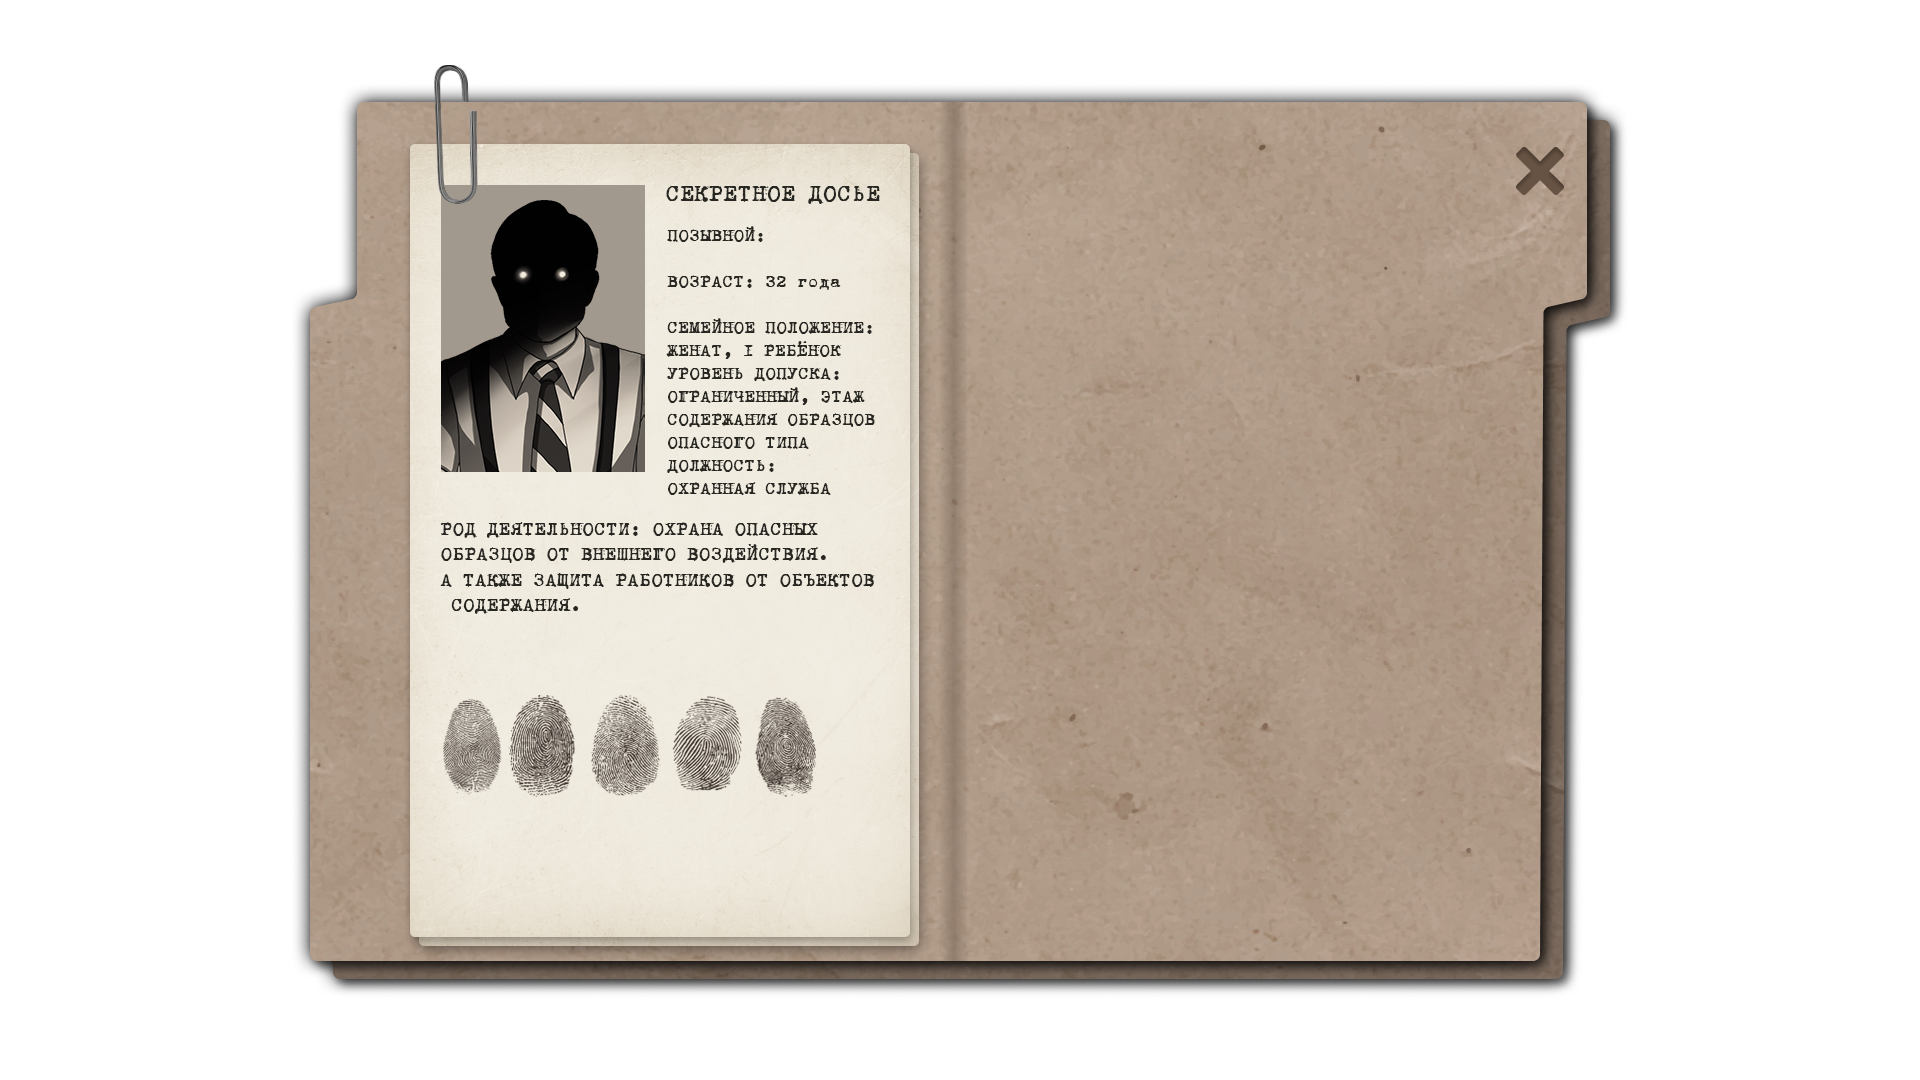 СЕКРЕТНОЕ ДОСЬЕ
ПОЗЫВНОЙ:
ВОЗРАСТ: 32 года
СЕМЕЙНОЕ ПОЛОЖЕНИЕ:
ЖЕНАТ, I РЕБЁНОК
УРОВЕНЬ ДОПУСКА:
ОГРАНИЧЕННЫЙ, ЭТАЖ
СОДЕРЖАНИЯ ОБРАЗЦОВ
ОПАСНОГО ТИПА
ДОЛЖНОСТЬ:
ОХРАННАЯ СЛУЖБА
РОД ДЕЯТЕЛЬНОСТИ: ОХРАНА ОПАСНЫХ
ОБРАЗЦОВ ОТ ВНЕШНЕГО ВОЗДЕЙСТВИЯ.
А ТАКЖЕ ЗАЩИТА РАБОТНИКОВ ОТ ОБЪЕКТОВ
СОДЕРЖАНИЯ.